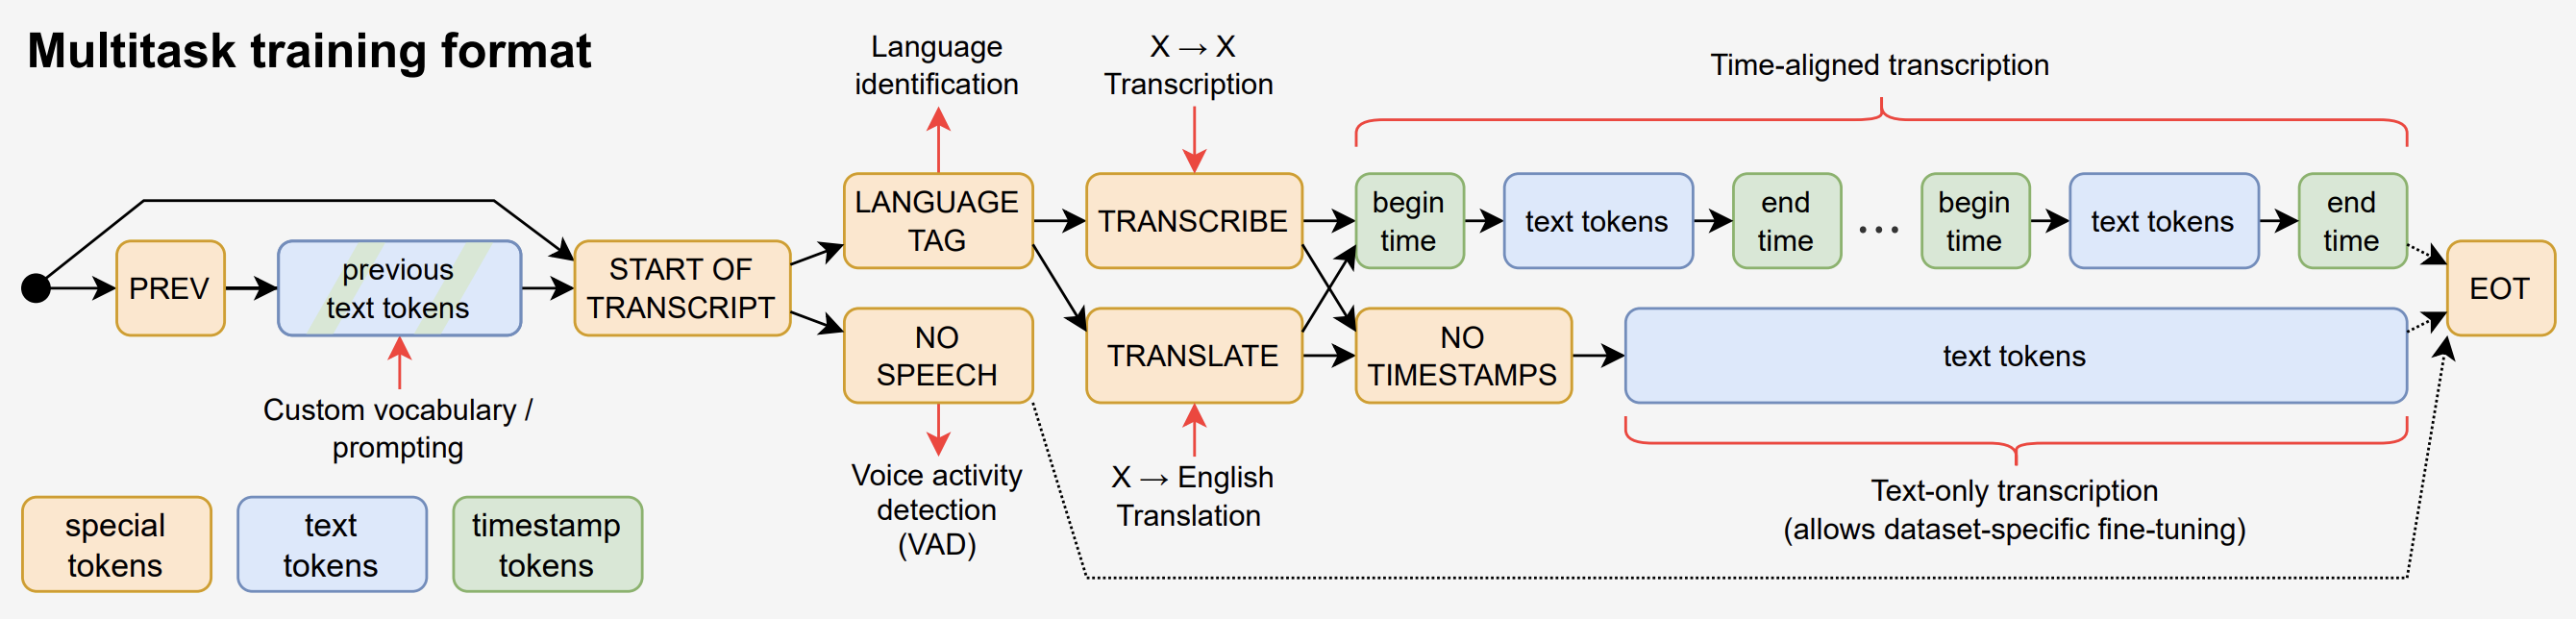 Multitask training format
Language
identification
X → X
Transcription
Time-aligned transcription
PREV
previous
text tokens
START OF
TRANSCRIPT
LANGUAGE
TAG
NO
SPEECH
TRANSCRIBE
TRANSLATE
begin
time
text tokens
end
time
...
begin
time
text tokens
end
time
NO
TIMESTAMPS
text tokens
EOT
Custom vocabulary /
prompting
Voice activity
detection
(VAD)
X → English
Translation
Text-only transcription
(allows dataset-specific fine-tuning)
special
tokens
text
tokens
timestamp
tokens